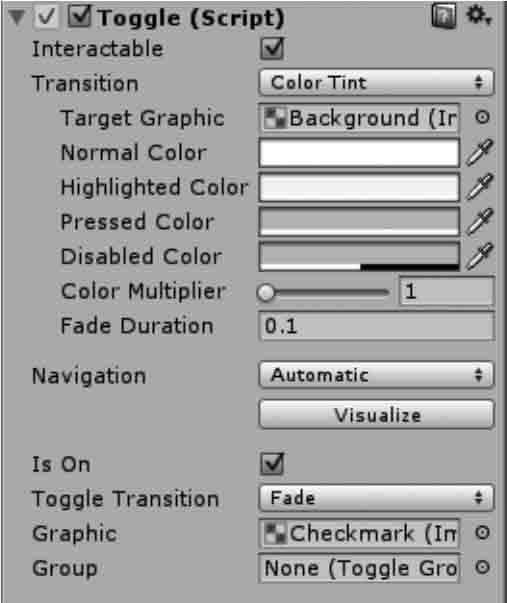 Toggle (Script)
Interactable
Transition Color Tint
Target Graphic Background (Ir
Normal Color
Highlighted Color
Pressed Color
Disabled Color
Color Multiplier 1
Fade Duration 0.1
Navigation Automatic
Visualize
Is On
Toggle Transition Fade
Graphic Checkmark (Im
Group None (Toggle Gro